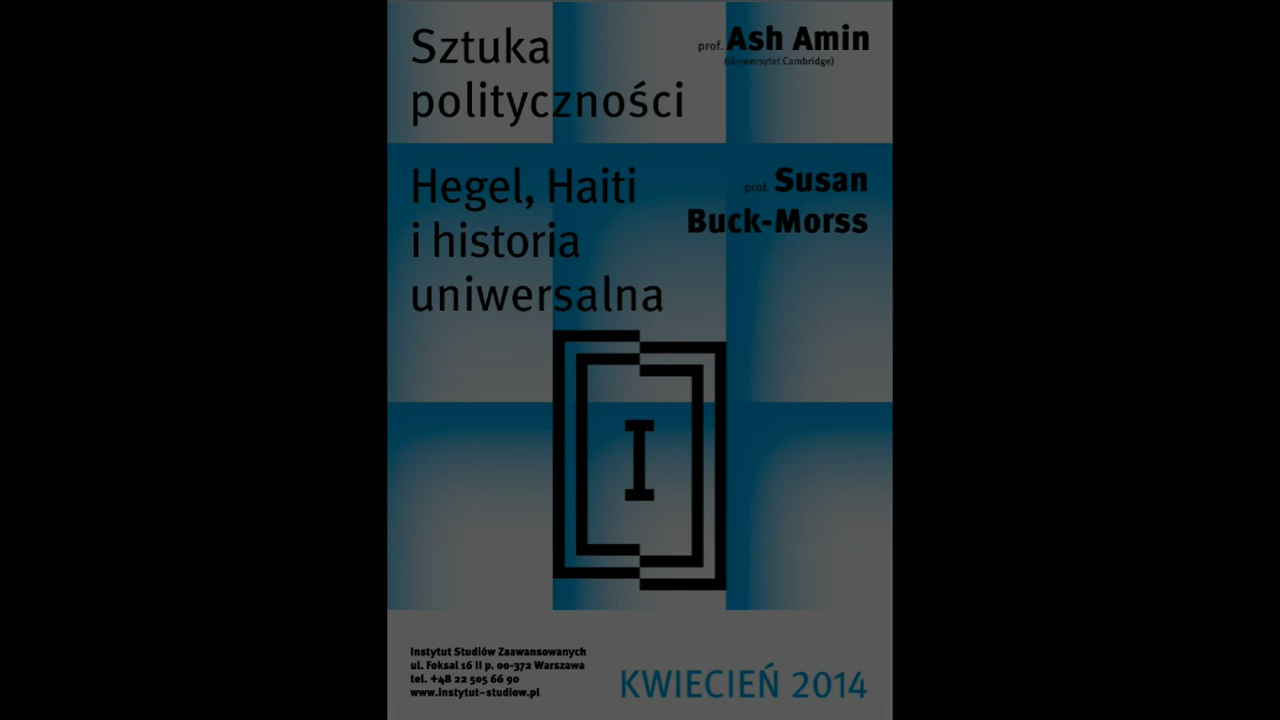 Sztuka
polityczności
prof. Ash Amin
(Uniwersytet Cambridge)
Hegel, Haiti
i historia
uniwersalna
prof. Susan
Buck-Morss
I
Instytut Studiów Zaawansowanych
ul. Foksal 16 II p. 00-372 Warszawa
tel. +48 22 505 66 90
www.instytut-studiow.pl
KWIECIEŃ 2014